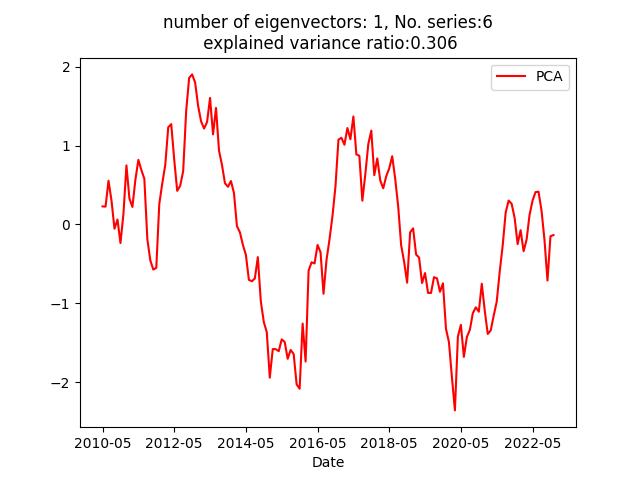 number of eigenvectors: 1, No. series:6
explained variance ratio:0.306
PCA
2
1
0
−1
−2
2010-05 2012-05 2014-05 2016-05 2018-05 2020-05 2022-05
Date